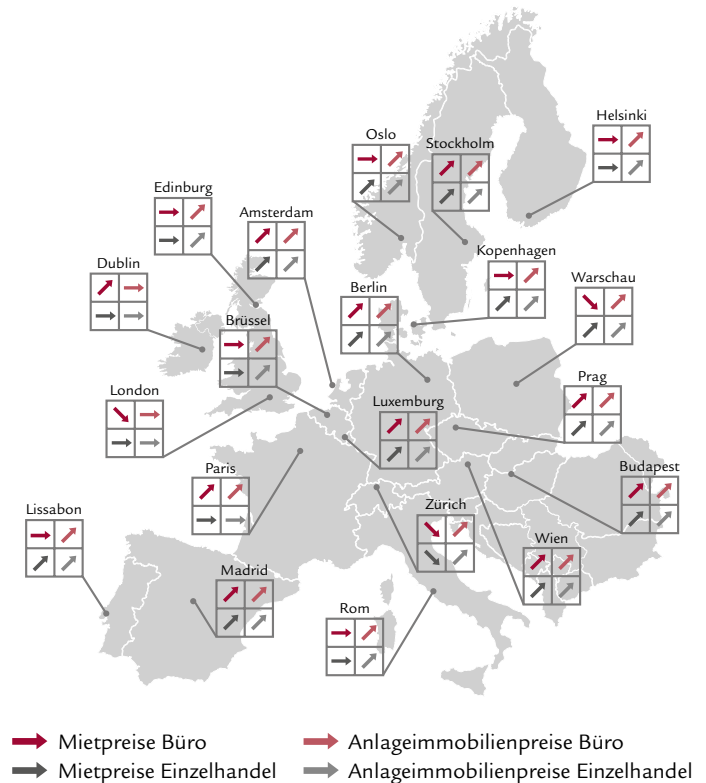 Helsinki
Oslo
Stockholm
Edinburg
Amsterdam
Kopenhagen
Dublin
Warschau
Berlin
Brüssel
Prag
London
Luxemburg
Paris
Budapest
Lissabon
Zürich
Wien
Madrid
Rom
Mietpreise Büro
Anlageimmobilienpreise Büro
Mietpreise Einzelhandel
Anlageimmobilienpreise Einzelhandel